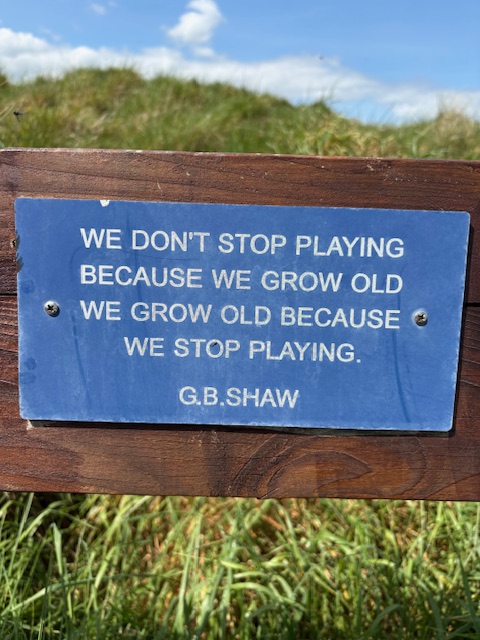 WE DON'T STOP PLAYING
BECAUSE WE GROW OLD
WE GROW OLD BECAUSE
WE STOP PLAYING.
G.B.SHAW